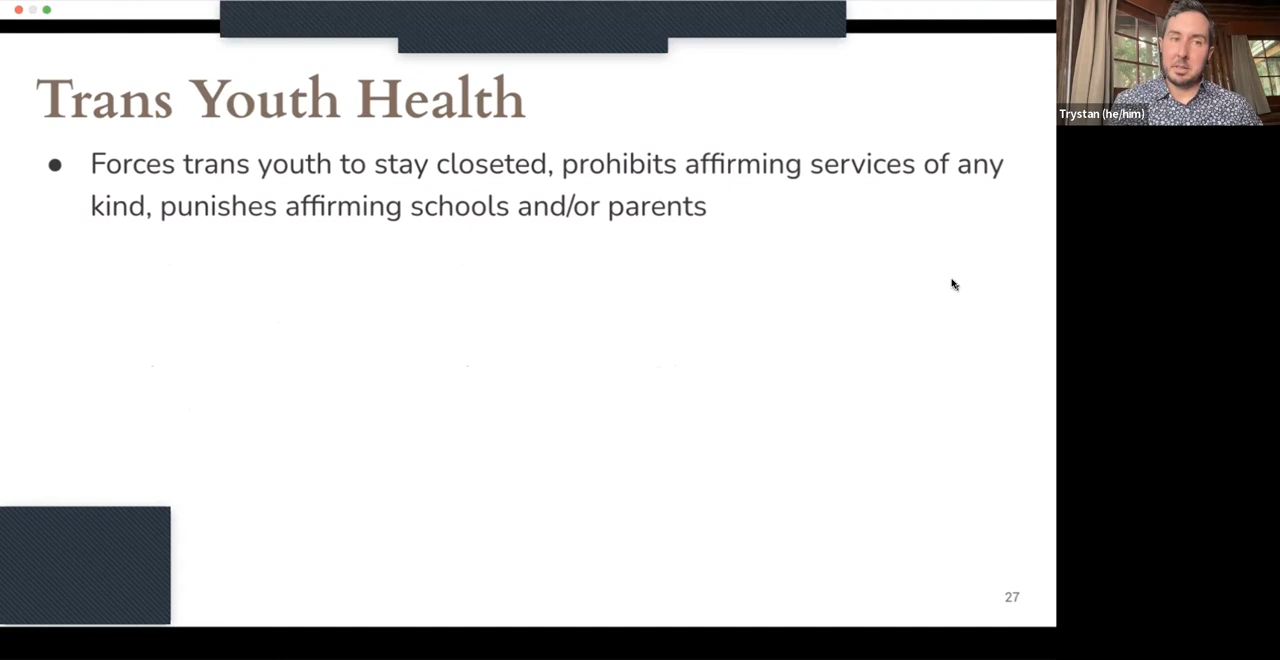 Trans Youth Health
● Forces trans youth to stay closeted, prohibits affirming services of any
kind, punishes affirming schools and/or parents
27
Trystan (he/him)